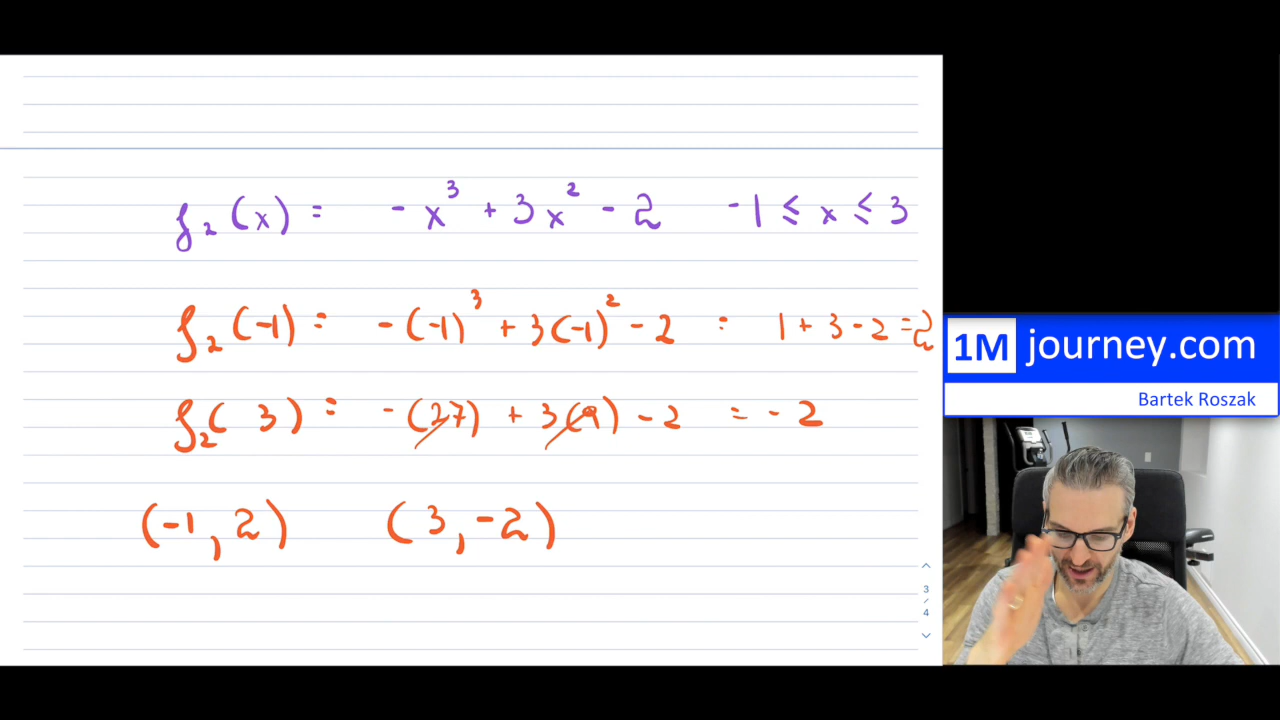 f₂(x) = -x³ + 3x² - 2 -1 ≤ x ≤ 3
f₂(-1) = -(-1)³ + 3(-1)² - 2 = 1 + 3 - 2 = 2
f₂(3) = -(27) + 3(9) - 2 = -2
(-1, 2) (3, -2)
3
/
4
1M journey.com
Bartek Roszak